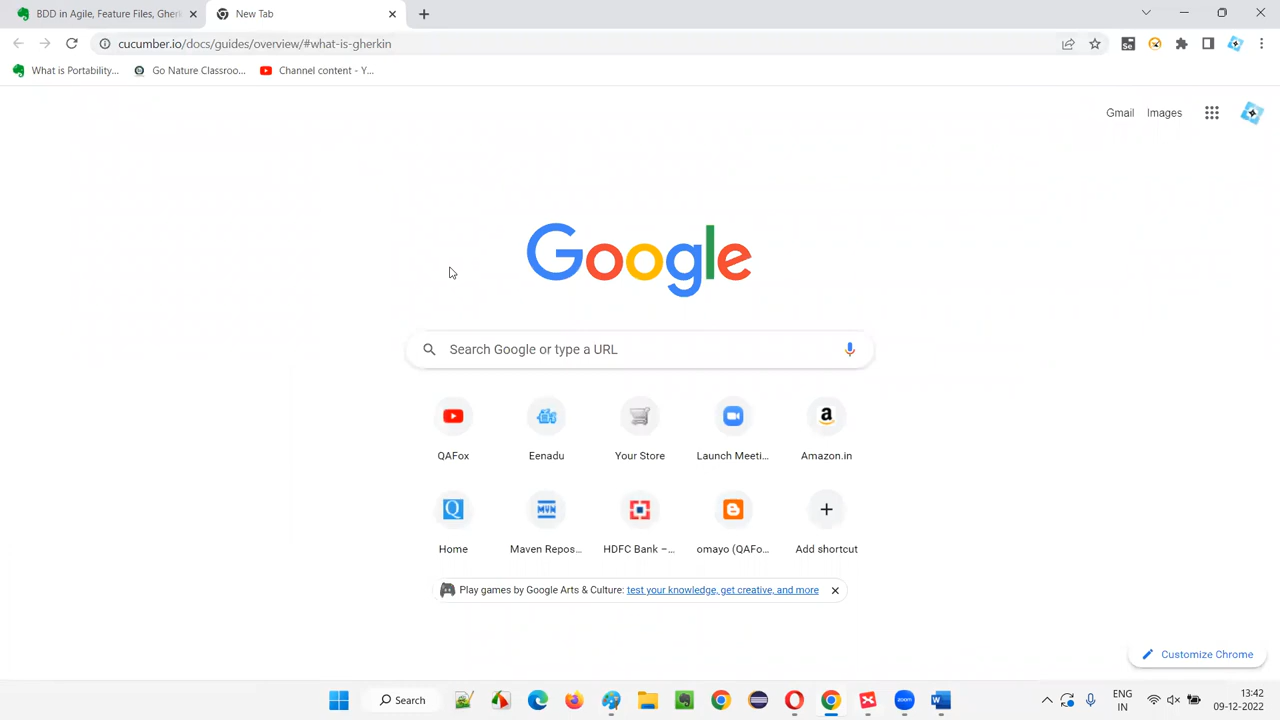 BDD in Agile, Feature Files, Gherk
New Tab
cucumber.io/docs/guides/overview/#what-is-gherkin
What is Portability...
Go Nature Classroo...
Channel content - Y...
Gmail
Images
Google
Search Google or type a URL
QAFox
Eenadu
Your Store
Launch Meeti...
Amazon.in
Home
Maven Repos...
HDFC Bank –...
omayo (QAFo...
Add shortcut
Play games by Google Arts & Culture: test your knowledge, get creative, and more
Customize Chrome
Search
ENG
IN
13:42
09-12-2022